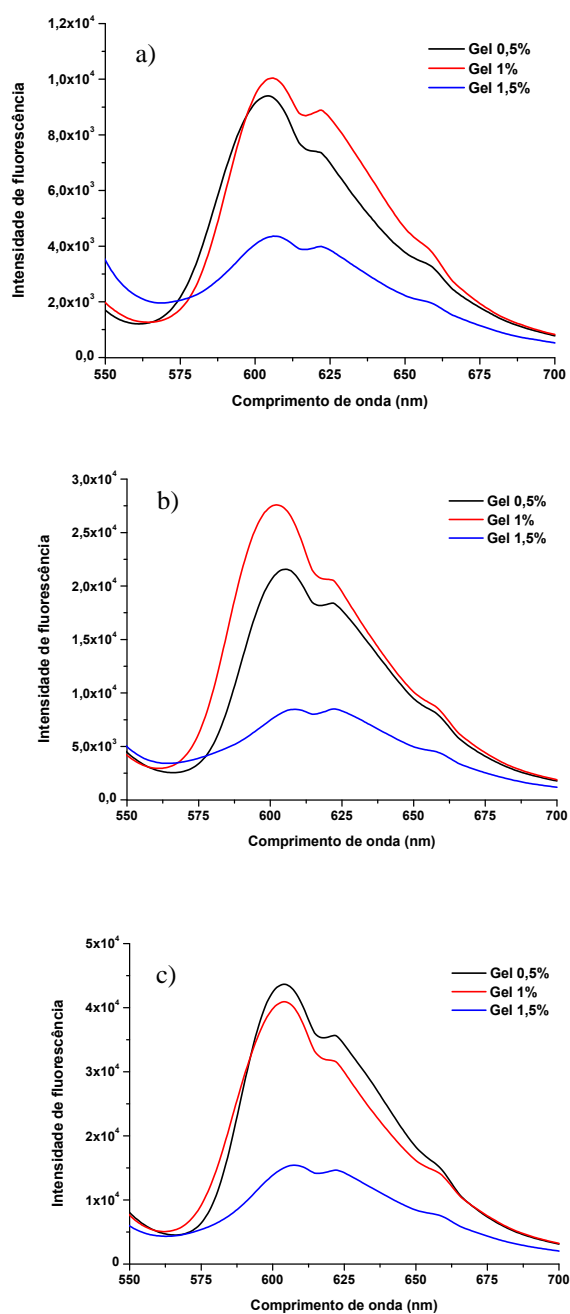 a)
Gel 0,5%
Gel 1%
Gel 1,5%
Intensidade de fluorescência
1,2x10⁴
1,0x10⁴
8,0x10³
6,0x10³
4,0x10³
2,0x10³
0,0
550 575 600 625 650 675 700
Comprimento de onda (nm)
b)
Gel 0,5%
Gel 1%
Gel 1,5%
Intensidade de fluorescência
3,0x10⁴
2,5x10⁴
2,0x10⁴
1,5x10⁴
1,0x10⁴
5,0x10³
0,0
550 575 600 625 650 675 700
Comprimento de onda (nm)
c)
Gel 0,5%
Gel 1%
Gel 1,5%
Intensidade de fluorescência
5x10⁴
4x10⁴
3x10⁴
2x10⁴
1x10⁴
0
550 575 600 625 650 675 700
Comprimento de onda (nm)